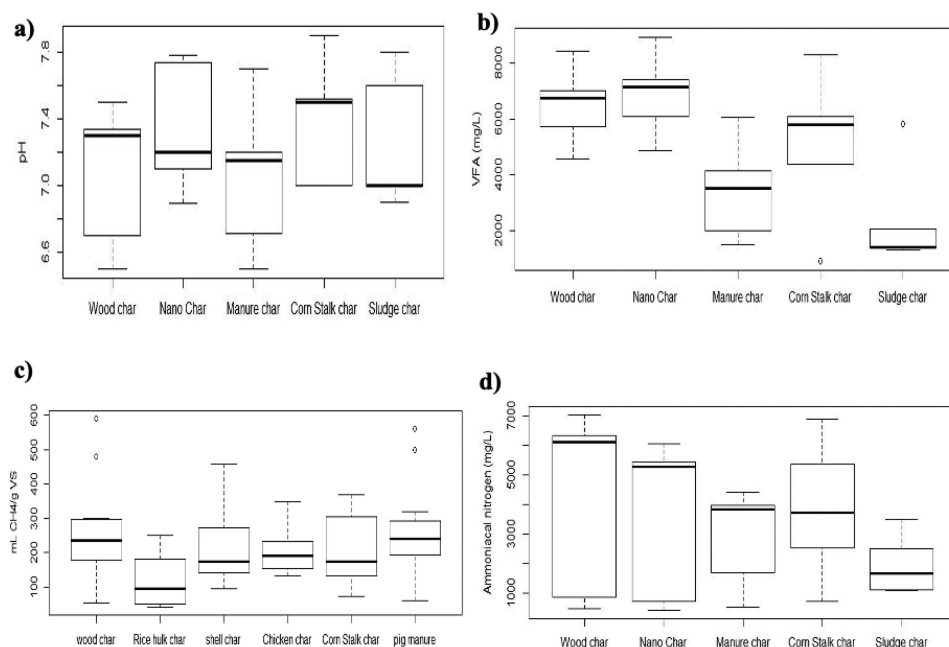 a)
7.8
7.4
7.0
6.6
pH
Wood char Nano Char Manure char Corn Stalk char Sludge char
b)
8000
6000
4000
2000
VFA (mg/L)
Wood char Nano Char Manure char Corn Stalk char Sludge char
c)
600
500
400
300
200
100
mL CH4/g VS
wood char Rice hulk char shell char Chicken char Corn Stalk char pig manure
d)
7000
5000
3000
1000
Ammoniacal nitrogen (mg/L)
Wood char Nano Char Manure char Corn Stalk char Sludge char